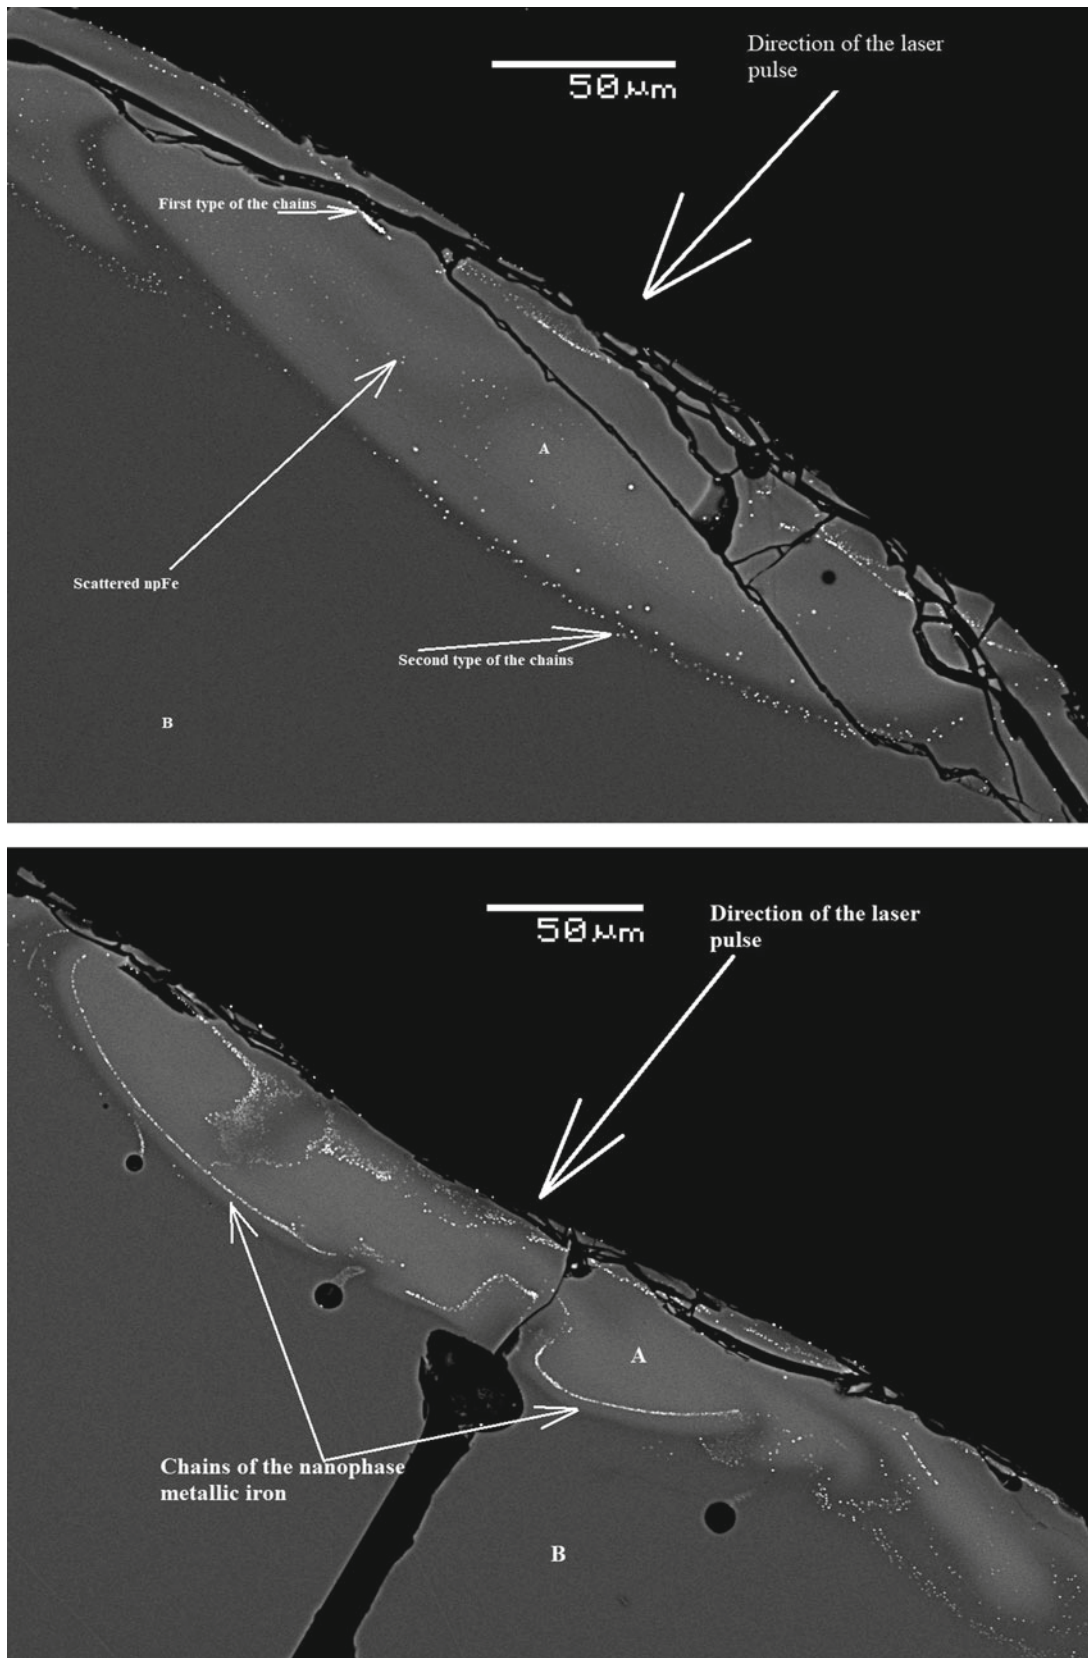 Direction of the laser
pulse
50μm
First type of the chains
A
Scattered npFe
Second type of the chains
B
50μm
Direction of the laser
pulse
A
Chains of the nanophase
metallic iron
B